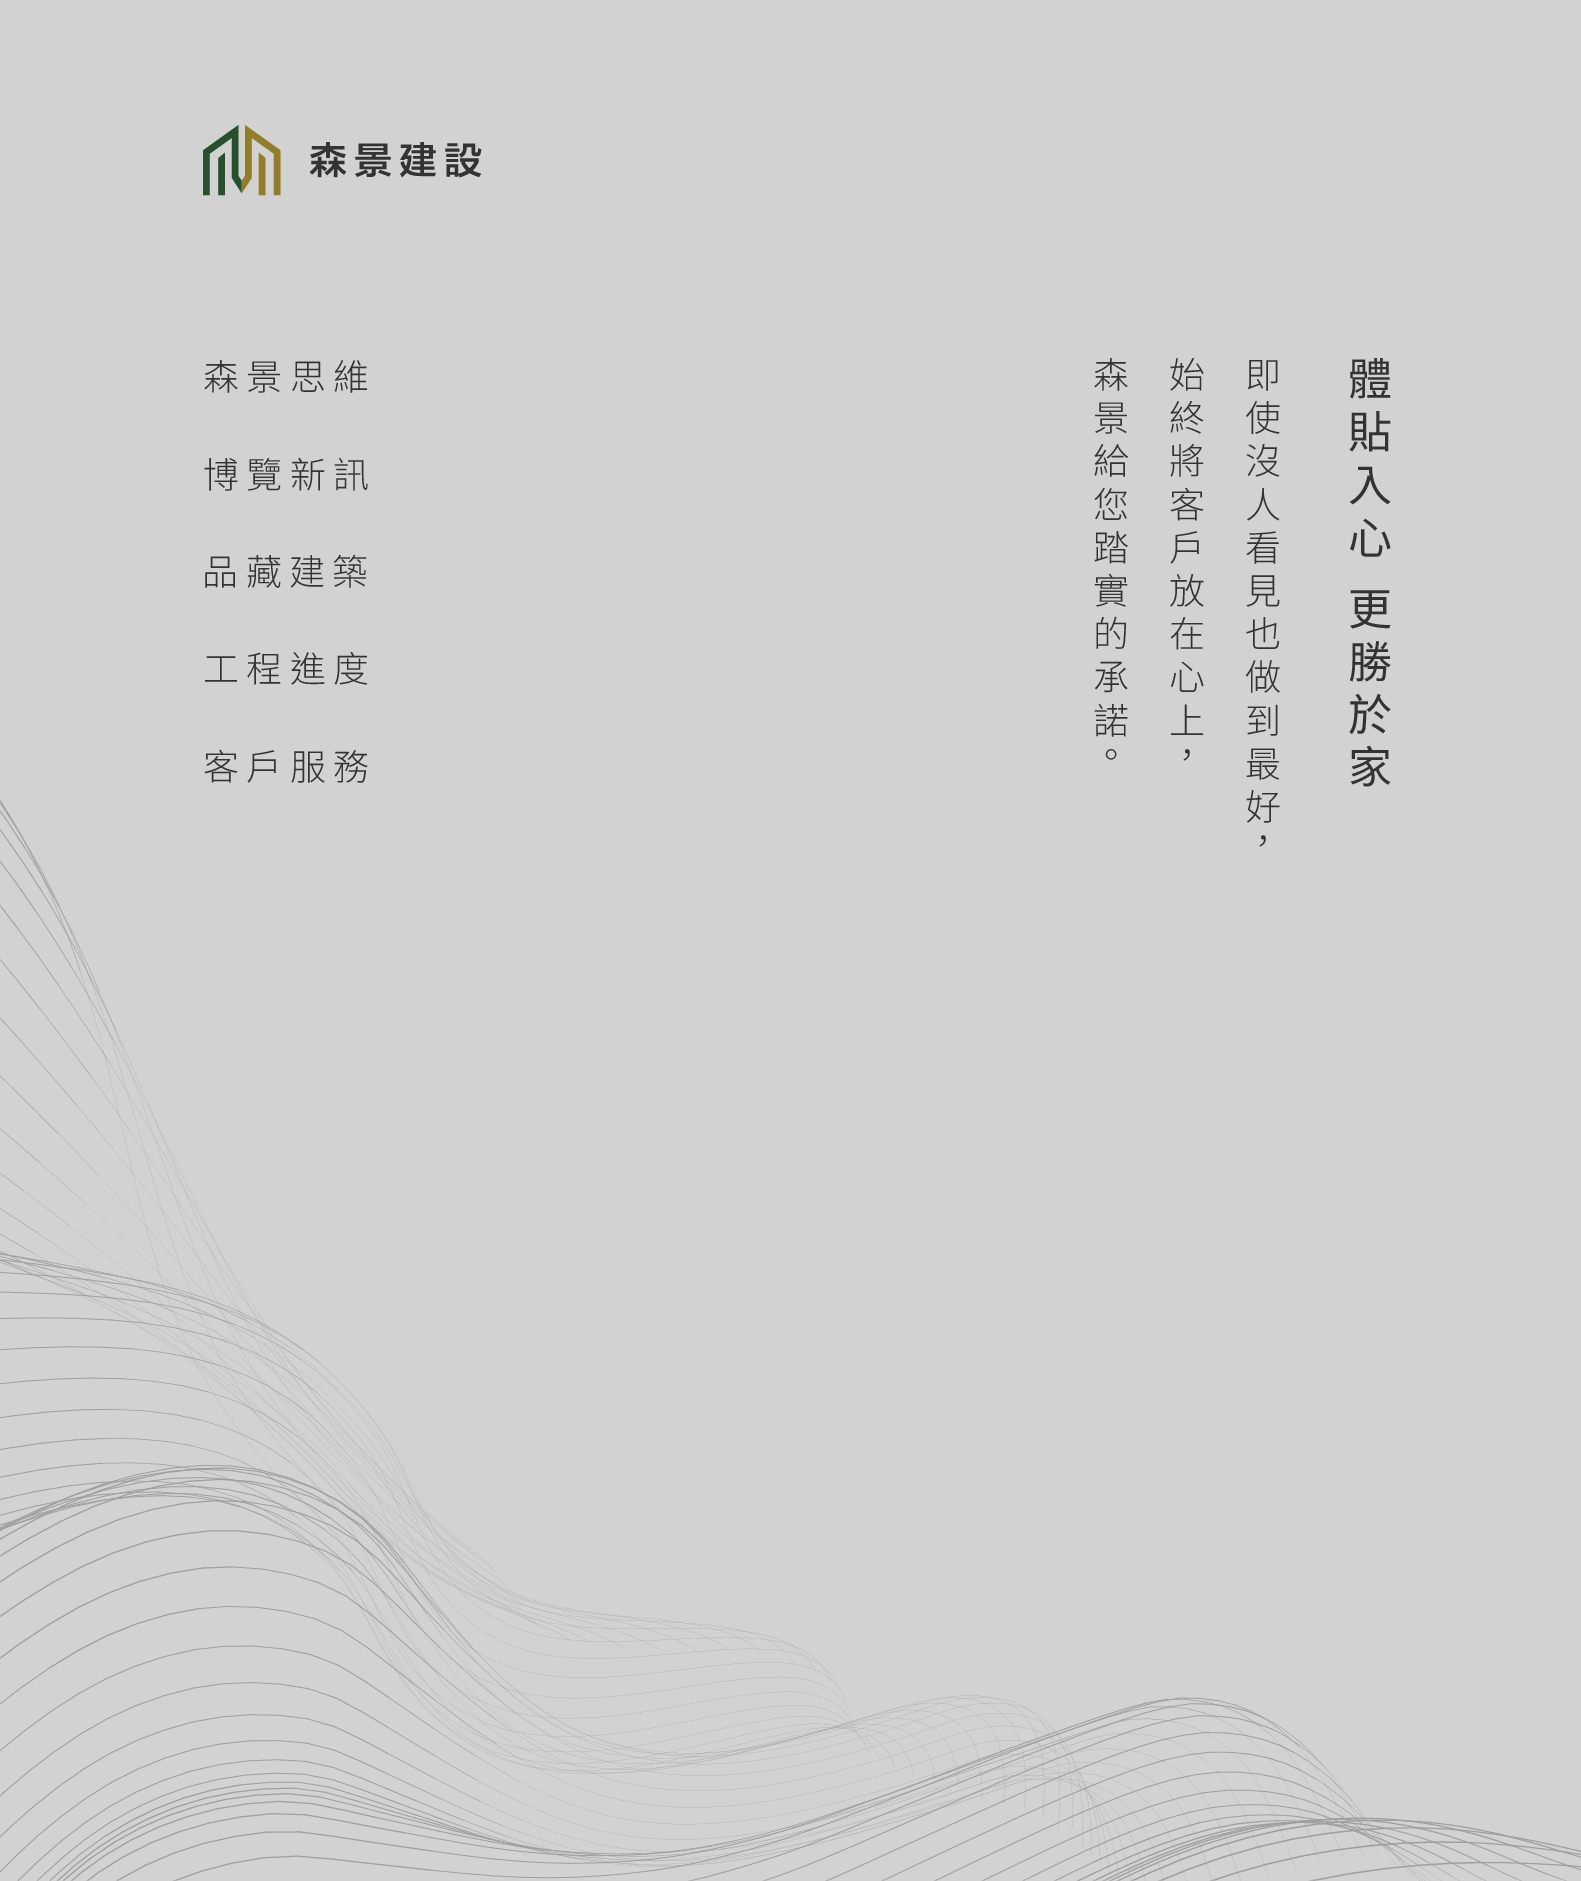 森景建設
森景思維
博覽新訊
品藏建築
工程進度
客戶服務
體貼入心 更勝於家
即使沒人看見也做到最好，
始終將客戶放在心上，
森景給您踏實的承諾。